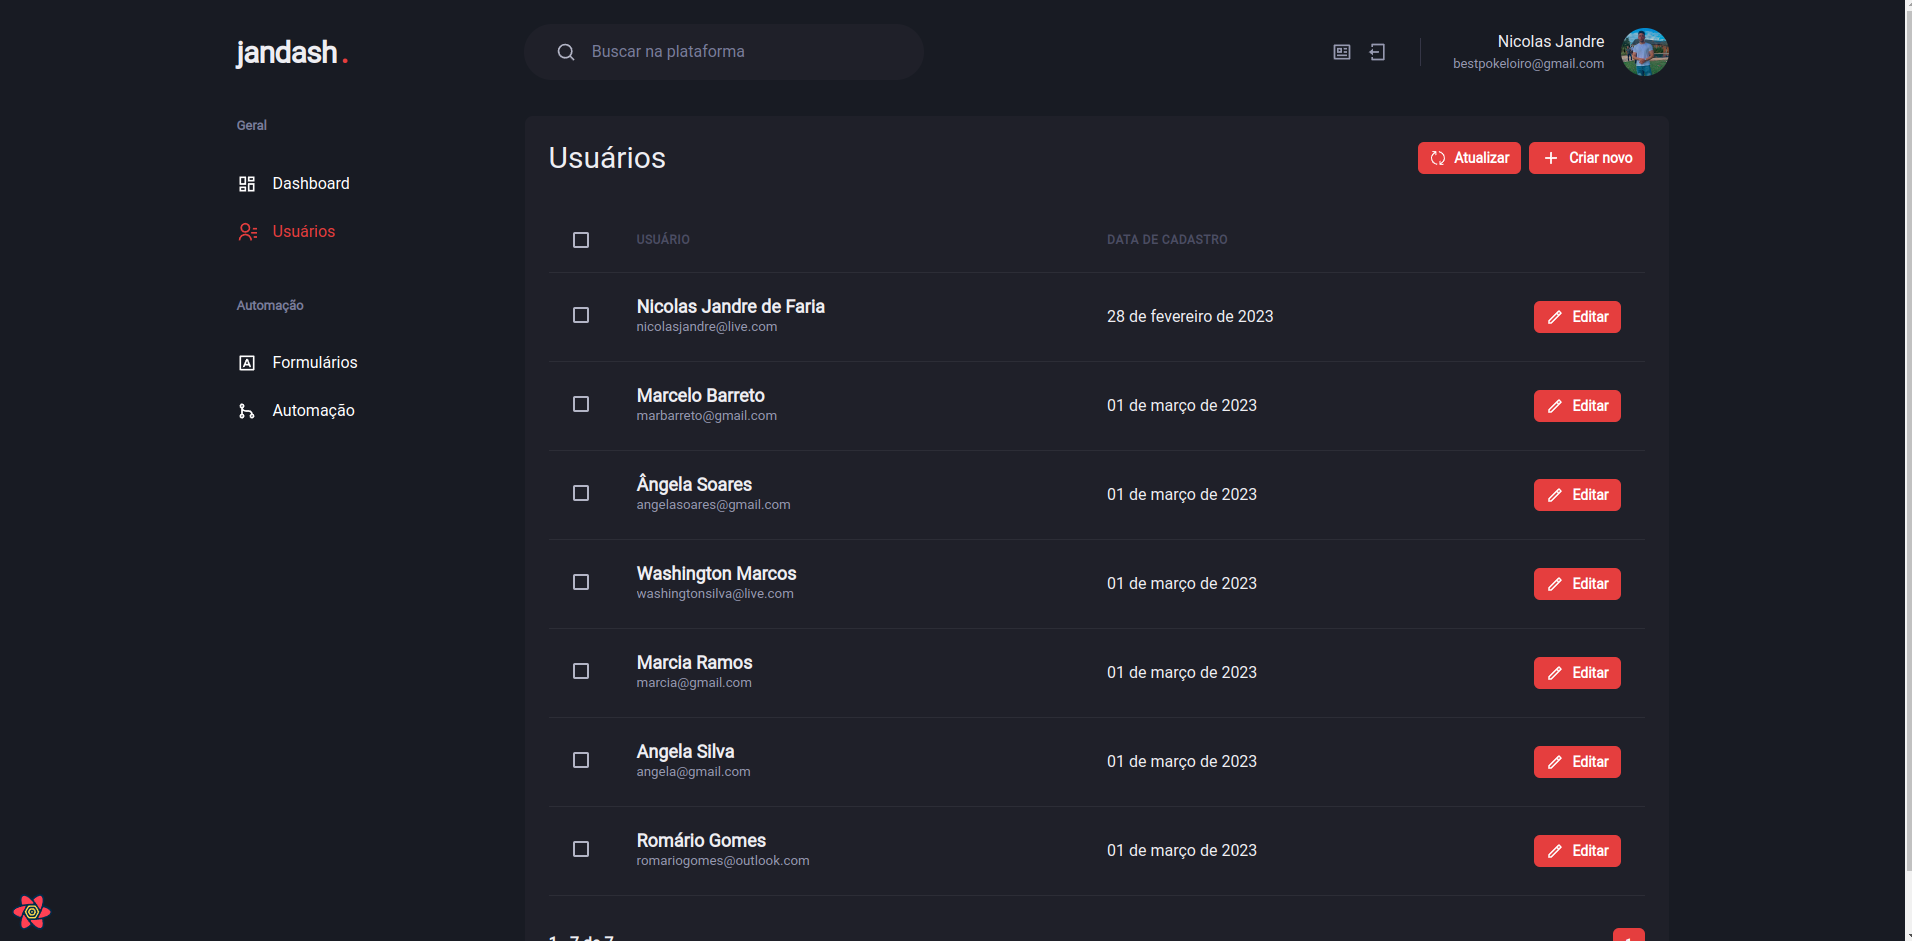 jandash.
Buscar na plataforma
Nicolas Jandre
bestpokeloiro@gmail.com
Geral
Dashboard
Usuários
Automação
Formulários
Automação
Usuários
Atualizar
Criar novo
USUÁRIO
DATA DE CADASTRO
Nicolas Jandre de Faria
nicolasjandre@live.com
28 de fevereiro de 2023
Editar
Marcelo Barreto
marbarreto@gmail.com
01 de março de 2023
Editar
Ângela Soares
angelasoares@gmail.com
01 de março de 2023
Editar
Washington Marcos
washingtonsilva@live.com
01 de março de 2023
Editar
Marcia Ramos
marcia@gmail.com
01 de março de 2023
Editar
Angela Silva
angela@gmail.com
01 de março de 2023
Editar
Romário Gomes
romariogomes@outlook.com
01 de março de 2023
Editar
1 - 7 de 7
1